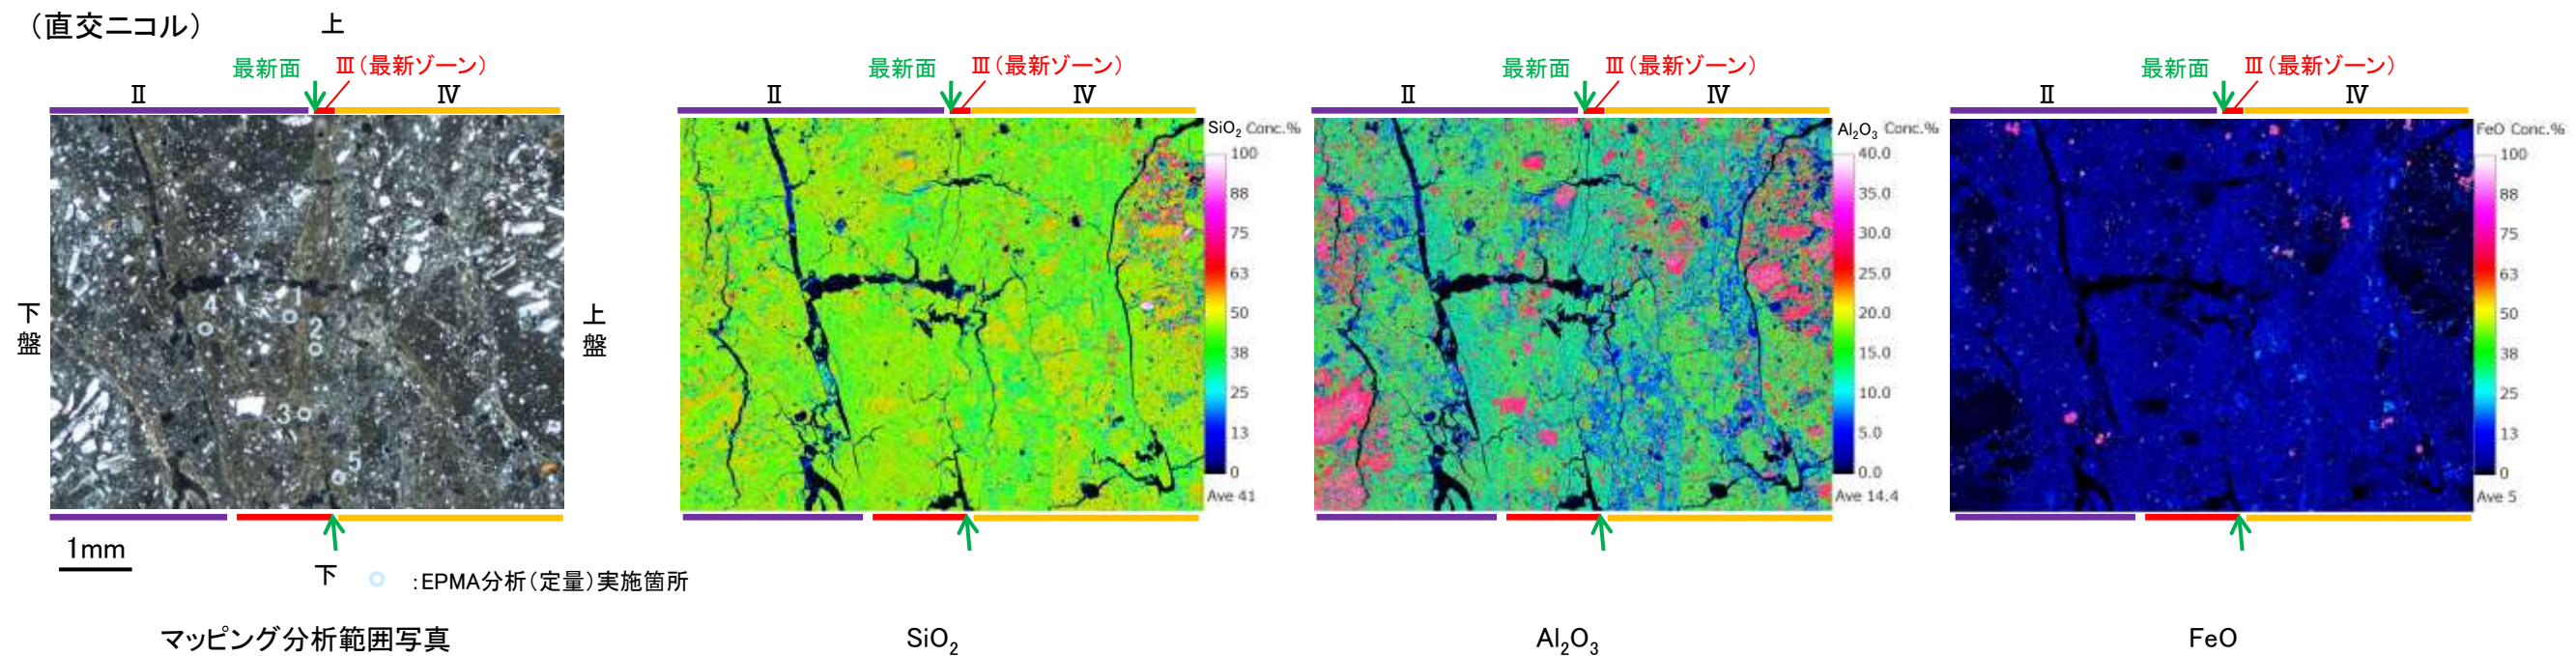 （直交ニコル）
上
最新面
Ⅲ（最新ゾーン）
Ⅱ
Ⅳ
下盤
上盤
4
1
2
3
5
1mm
下
：EPMA分析（定量）実施箇所
マッピング分析範囲写真
最新面
Ⅲ（最新ゾーン）
Ⅱ
Ⅳ
SiO₂ Conc.%
100
88
75
63
50
38
25
13
0
Ave 41
SiO₂
最新面
Ⅲ（最新ゾーン）
Ⅱ
Ⅳ
Al₂O₃ Conc.%
40.0
35.0
30.0
25.0
20.0
15.0
10.0
5.0
0.0
Ave 14.4
Al₂O₃
最新面
Ⅲ（最新ゾーン）
Ⅱ
Ⅳ
FeO Conc.%
100
88
75
63
50
38
25
13
0
Ave 5
FeO